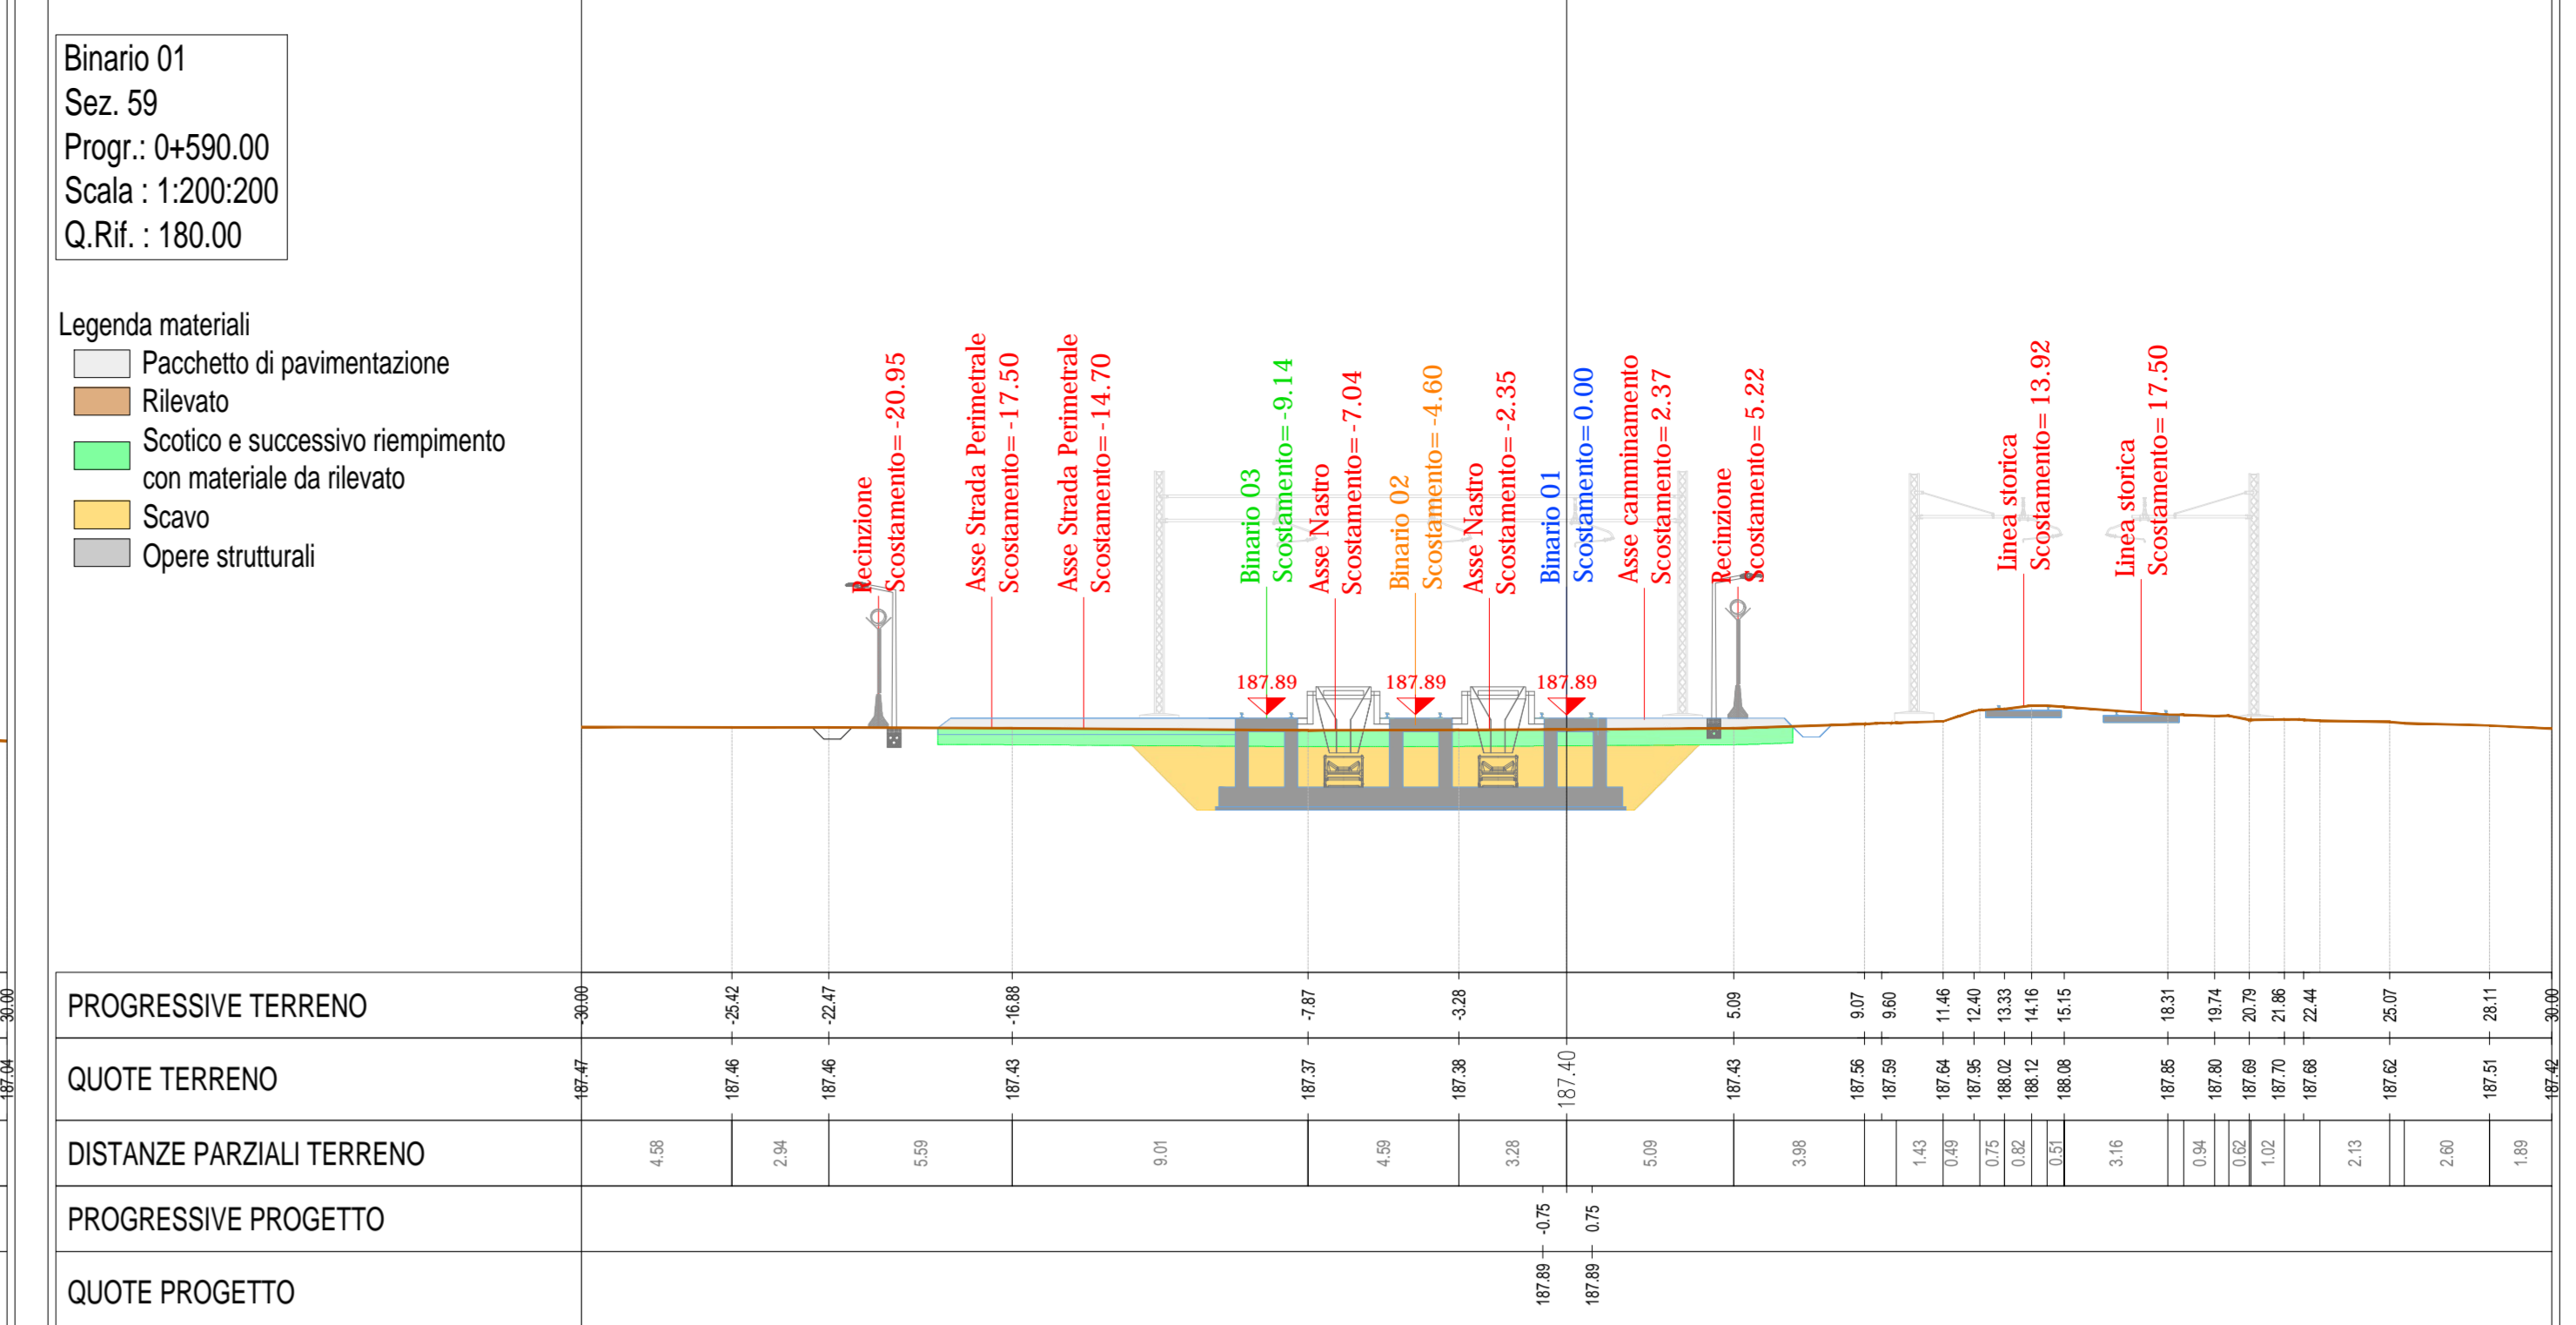 Binario 01
Sez. 59
Progr.: 0+590.00
Scala : 1:200:200
Q.Rif. : 180.00
Legenda materiali
Pacchetto di pavimentazione
Rilevato
Scotico e successivo riempimento
con materiale da rilevato
Scavo
Opere strutturali
Recinzione
Scostamento= -20.95
Asse Strada Perimetrale
Scostamento= -17.50
Asse Strada Perimetrale
Scostamento= -14.70
Binario 03
Scostamento= -9.14
Asse Nastro
Scostamento= -7.04
Binario 02
Scostamento= -4.60
Asse Nastro
Scostamento= -2.35
Binario 01
Scostamento= 0.00
Asse camminamento
Scostamento= 2.37
Recinzione
Scostamento= 5.22
Linea storica
Scostamento= 13.92
Linea storica
Scostamento= 17.50
187.89 187.89 187.89
30.00
PROGRESSIVE TERRENO -30.00 -25.42 -22.47 -16.88 -7.87 -3.28 5.09 9.07 9.60 11.46 12.40 13.33 14.16 15.15 18.31 19.74 20.79 21.86 22.44 25.07 28.11 30.00
187.04
QUOTE TERRENO 187.47 187.46 187.46 187.43 187.37 187.38 187.40 187.43 187.56 187.59 187.64 187.95 188.02 188.12 188.08 187.85 187.80 187.69 187.70 187.68 187.62 187.51 187.42
DISTANZE PARZIALI TERRENO 4.58 2.94 5.59 9.01 4.59 3.28 5.09 3.98 1.43 0.49 0.75 0.82 0.51 3.16 0.94 0.62 1.02 2.13 2.60 1.89
PROGRESSIVE PROGETTO -0.75 0.75
QUOTE PROGETTO 187.89 187.89